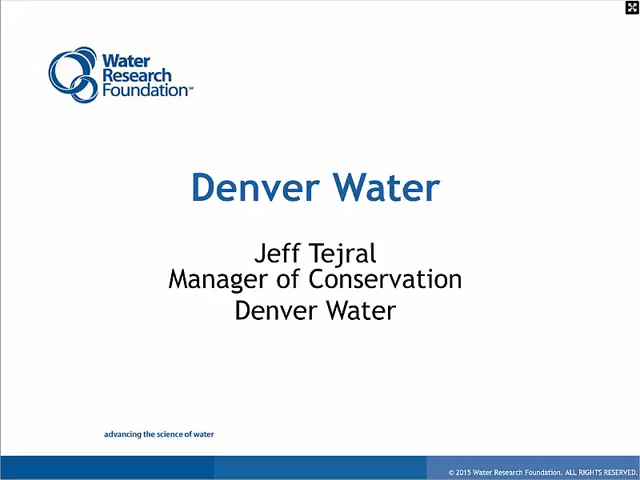 Water
Research
Foundation™
Denver Water
Jeff Tejral
Manager of Conservation
Denver Water
advancing the science of water
© 2015 Water Research Foundation. ALL RIGHTS RESERVED.